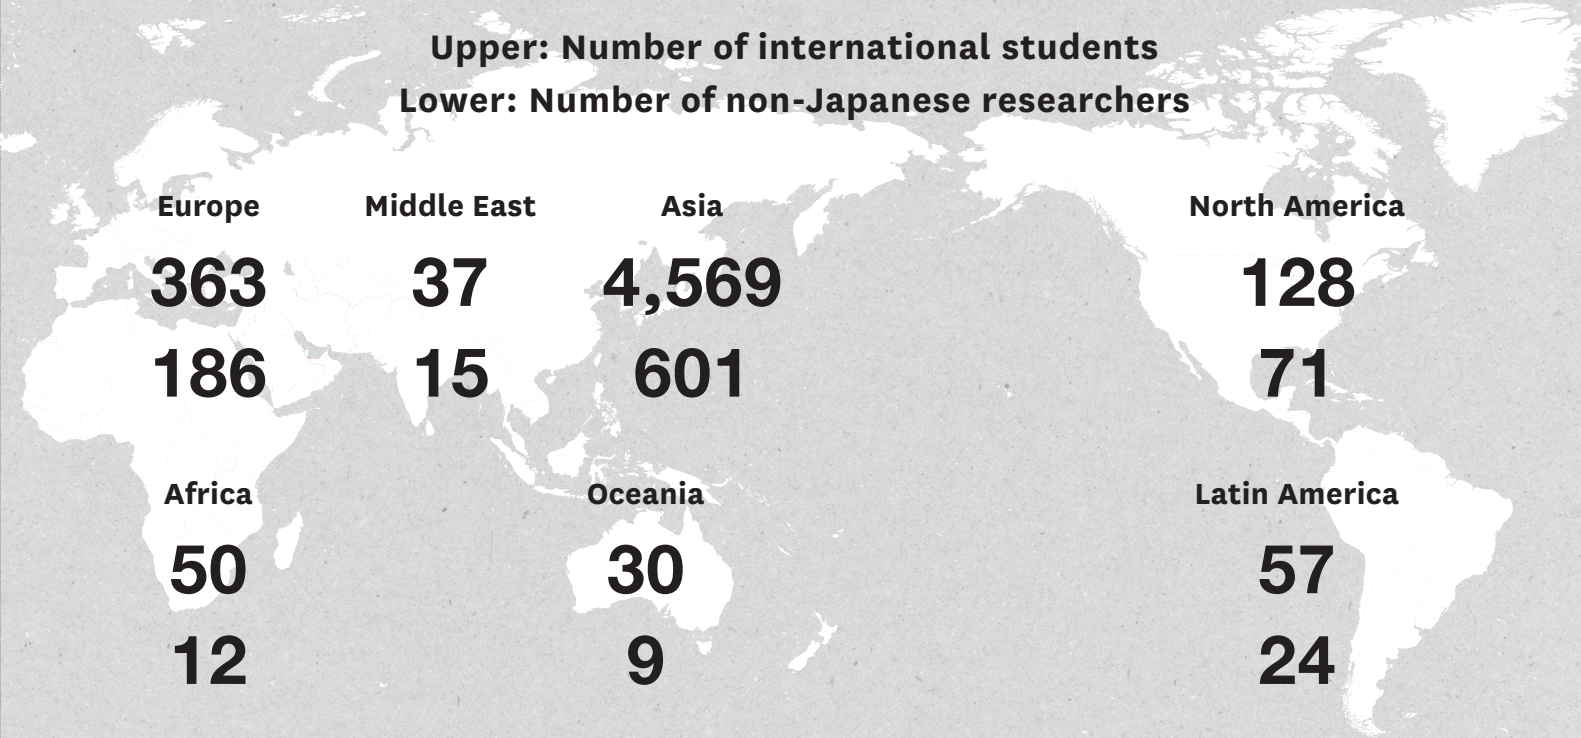 Upper: Number of international students
Lower: Number of non-Japanese researchers
Europe
363
186
Middle East
37
15
Asia
4,569
601
North America
128
71
Africa
50
12
Oceania
30
9
Latin America
57
24